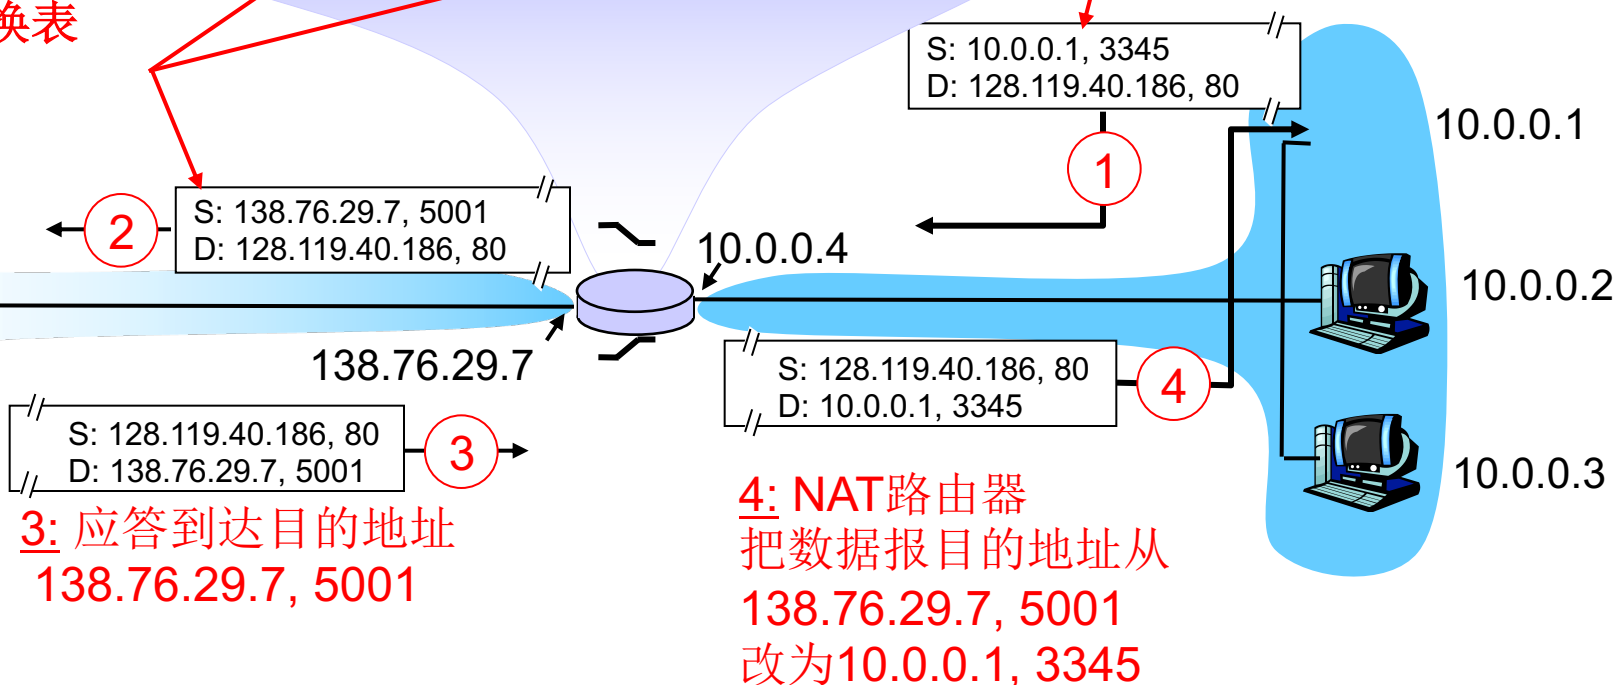 换表
S: 10.0.0.1, 3345
D: 128.119.40.186, 80
10.0.0.1
1
2
S: 138.76.29.7, 5001
D: 128.119.40.186, 80
10.0.0.4
10.0.0.2
138.76.29.7
S: 128.119.40.186, 80
D: 10.0.0.1, 3345
4
S: 128.119.40.186, 80
D: 138.76.29.7, 5001
3
10.0.0.3
3: 应答到达目的地址
138.76.29.7, 5001
4: NAT路由器
把数据报目的地址从
138.76.29.7, 5001
改为10.0.0.1, 3345